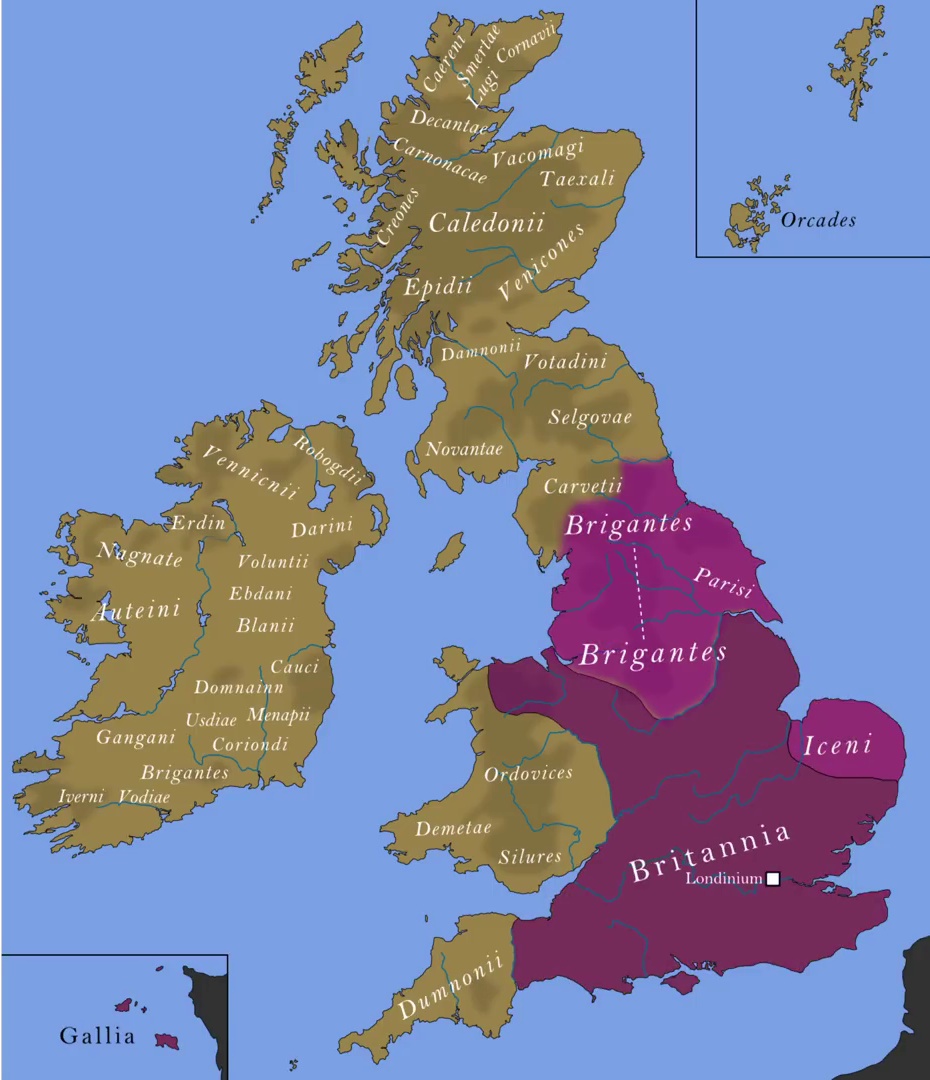 Caereni
Smertae
Cornavii
Lugi
Decantae
Carnonacae
Vacomagi
Taexali
Creones
Caledonii
Orcades
Epidii
Venicones
Damnonii
Votadini
Selgovae
Novantae
Robogdii
Vennicnii
Carvetii
Erdin
Darini
Brigantes
Nagnate
Voluntii
Parisi
Ebdani
Auteini
Blanii
Brigantes
Cauci
Domnainn
Usdiae
Menapii
Gangani
Coriondi
Iceni
Brigantes
Ordovices
Iverni
Vodiae
Demetae
Silures
Britannia
Londinium
Dumnonii
Gallia